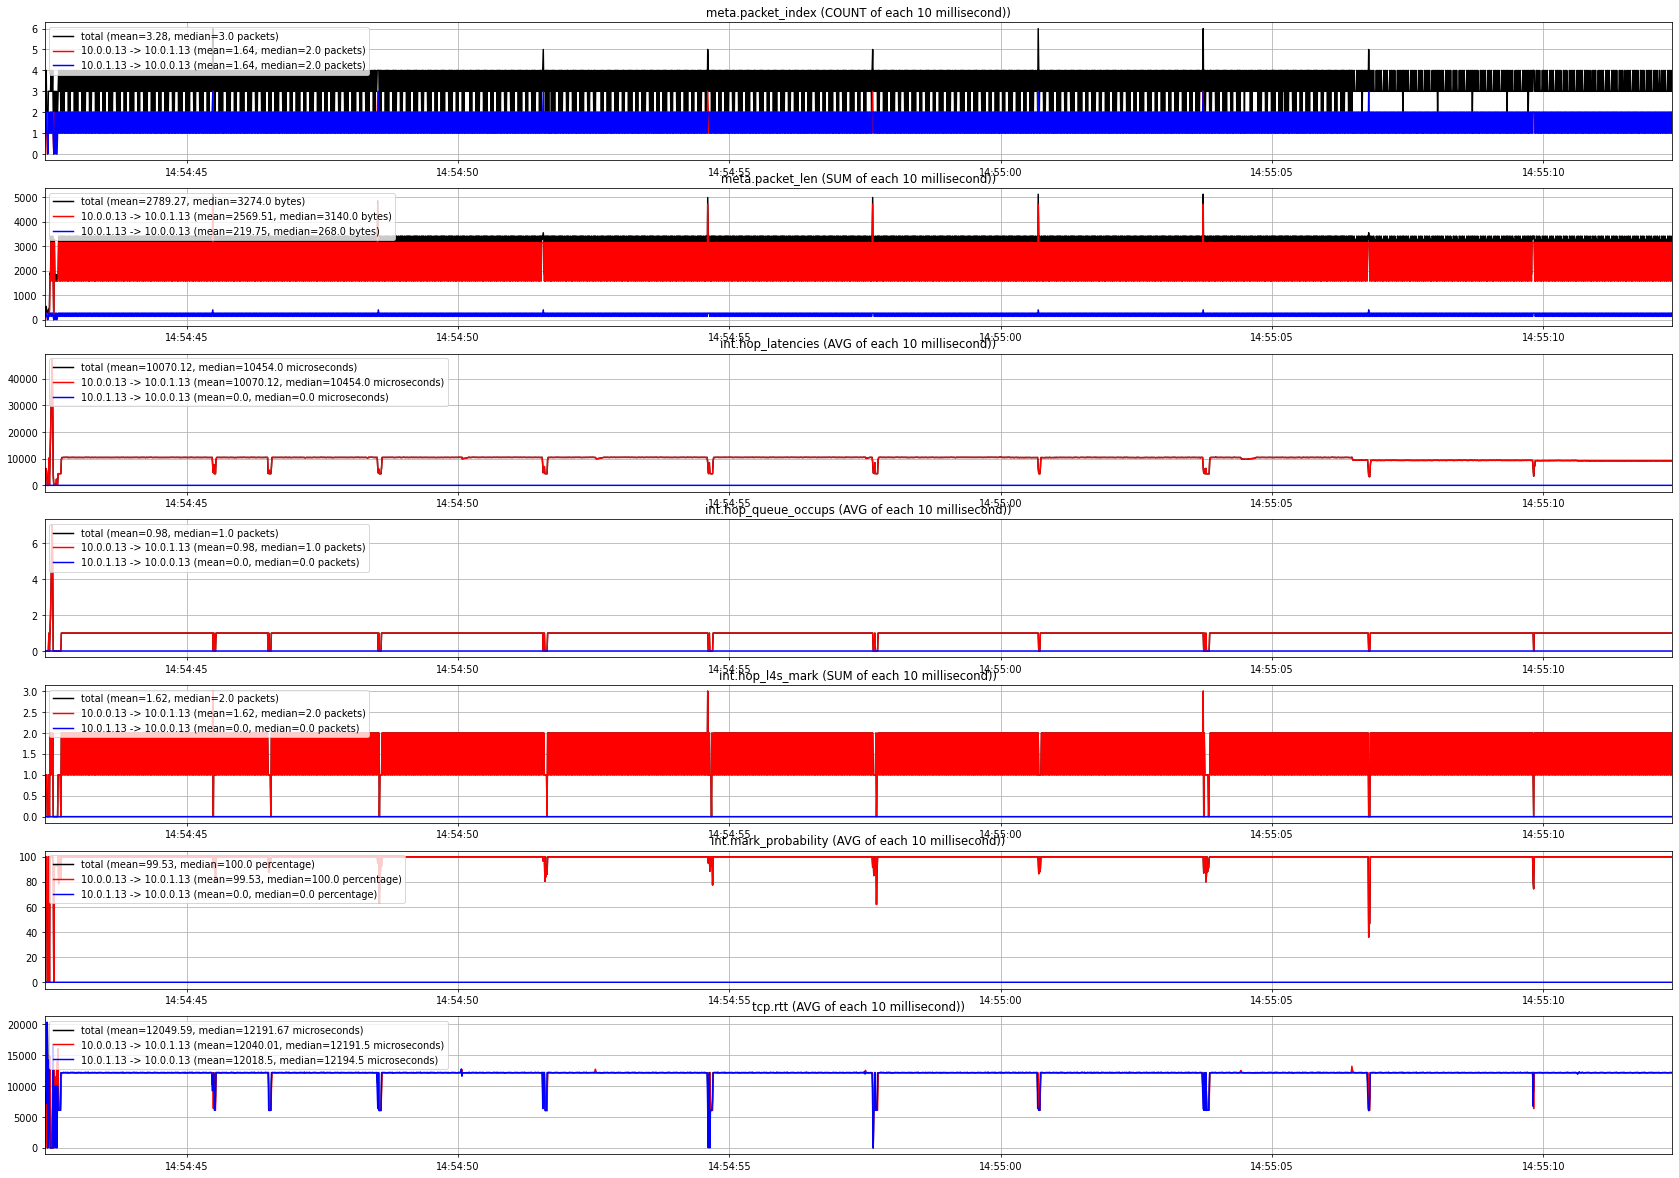 meta.packet_index (COUNT of each 10 millisecond))
6
total (mean=3.28, median=3.0 packets)
5
10.0.0.13 -> 10.0.1.13 (mean=1.64, median=2.0 packets)
10.0.1.13 -> 10.0.0.13 (mean=1.64, median=2.0 packets)
4
3
2
1
0
14:54:45 14:54:50 14:54:55 14:55:00 14:55:05 14:55:10
meta.packet_len (SUM of each 10 millisecond))
5000
total (mean=2789.27, median=3274.0 bytes)
4000
10.0.0.13 -> 10.0.1.13 (mean=2569.51, median=3140.0 bytes)
10.0.1.13 -> 10.0.0.13 (mean=219.75, median=268.0 bytes)
3000
2000
1000
0
14:54:45 14:54:50 14:54:55 14:55:00 14:55:05 14:55:10
int.hop_latencies (AVG of each 10 millisecond))
total (mean=10070.12, median=10454.0 microseconds)
40000
10.0.0.13 -> 10.0.1.13 (mean=10070.12, median=10454.0 microseconds)
10.0.1.13 -> 10.0.0.13 (mean=0.0, median=0.0 microseconds)
30000
20000
10000
0
14:54:45 14:54:50 14:54:55 14:55:00 14:55:05 14:55:10
int.hop_queue_occups (AVG of each 10 millisecond))
total (mean=0.98, median=1.0 packets)
6
10.0.0.13 -> 10.0.1.13 (mean=0.98, median=1.0 packets)
10.0.1.13 -> 10.0.0.13 (mean=0.0, median=0.0 packets)
4
2
0
14:54:45 14:54:50 14:54:55 14:55:00 14:55:05 14:55:10
int.hop_l4s_mark (SUM of each 10 millisecond))
3.0
total (mean=1.62, median=2.0 packets)
2.5
10.0.0.13 -> 10.0.1.13 (mean=1.62, median=2.0 packets)
10.0.1.13 -> 10.0.0.13 (mean=0.0, median=0.0 packets)
2.0
1.5
1.0
0.5
0.0
14:54:45 14:54:50 14:54:55 14:55:00 14:55:05 14:55:10
int.mark_probability (AVG of each 10 millisecond))
100
total (mean=99.53, median=100.0 percentage)
80
10.0.0.13 -> 10.0.1.13 (mean=99.53, median=100.0 percentage)
10.0.1.13 -> 10.0.0.13 (mean=0.0, median=0.0 percentage)
60
40
20
0
14:54:45 14:54:50 14:54:55 14:55:00 14:55:05 14:55:10
tcp.rtt (AVG of each 10 millisecond))
20000
total (mean=12049.59, median=12191.67 microseconds)
15000
10.0.0.13 -> 10.0.1.13 (mean=12040.01, median=12191.5 microseconds)
10.0.1.13 -> 10.0.0.13 (mean=12018.5, median=12194.5 microseconds)
10000
5000
0
14:54:45 14:54:50 14:54:55 14:55:00 14:55:05 14:55:10